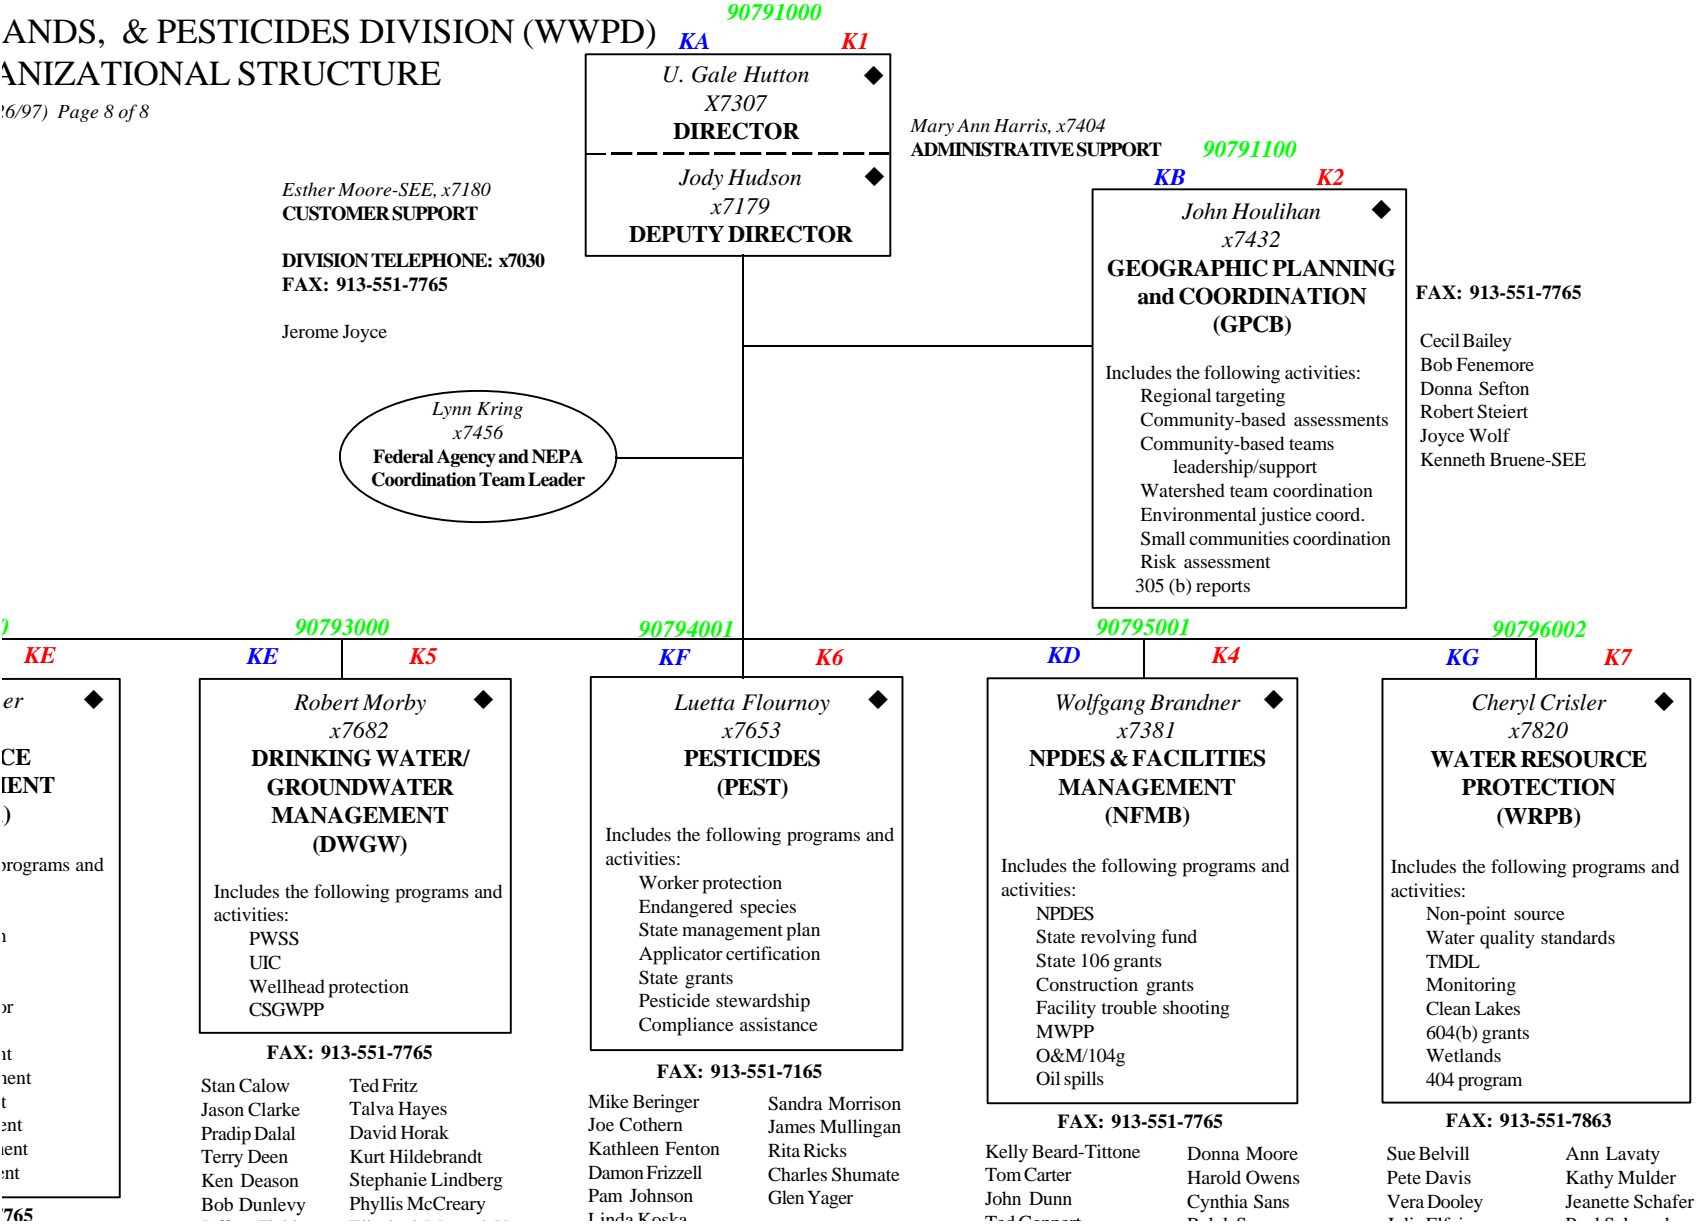 ANDS, & PESTICIDES DIVISION (WWPD)
ANIZATIONAL STRUCTURE
26/97) Page 8 of 8
90791000
KA K1
U. Gale Hutton
X7307
DIRECTOR
Jody Hudson
x7179
DEPUTY DIRECTOR
Mary Ann Harris, x7404
ADMINISTRATIVE SUPPORT
Esther Moore-SEE, x7180
CUSTOMER SUPPORT
DIVISION TELEPHONE: x7030
FAX: 913-551-7765
Jerome Joyce
90791100
KB K2
John Houlihan
x7432
GEOGRAPHIC PLANNING
and COORDINATION
(GPCB)
Includes the following activities:
Regional targeting
Community-based assessments
Community-based teams
leadership/support
Watershed team coordination
Environmental justice coord.
Small communities coordination
Risk assessment
305 (b) reports
FAX: 913-551-7765
Cecil Bailey
Bob Fenemore
Donna Sefton
Robert Steiert
Joyce Wolf
Kenneth Bruene-SEE
Lynn Kring
x7456
Federal Agency and NEPA
Coordination Team Leader
KE
er
CE
MENT
)
programs and
n
or
nt
ment
t
ent
ment
ent
7765
90793000
KE K5
Robert Morby
x7682
DRINKING WATER/
GROUNDWATER
MANAGEMENT
(DWGW)
Includes the following programs and
activities:
PWSS
UIC
Wellhead protection
CSGWPP
FAX: 913-551-7765
Stan Calow Ted Fritz
Jason Clarke Talva Hayes
Pradip Dalal David Horak
Terry Deen Kurt Hildebrandt
Ken Deason Stephanie Lindberg
Bob Dunlevy Phyllis McCreary
90794001
KF K6
Luetta Flournoy
x7653
PESTICIDES
(PEST)
Includes the following programs and
activities:
Worker protection
Endangered species
State management plan
Applicator certification
State grants
Pesticide stewardship
Compliance assistance
FAX: 913-551-7165
Mike Beringer Sandra Morrison
Joe Cothern James Mullingan
Kathleen Fenton Rita Ricks
Damon Frizzell Charles Shumate
Pam Johnson Glen Yager
Linda Koska
90795001
KD K4
Wolfgang Brandner
x7381
NPDES & FACILITIES
MANAGEMENT
(NFMB)
Includes the following programs and
activities:
NPDES
State revolving fund
State 106 grants
Construction grants
Facility trouble shooting
MWPP
O&M/104g
Oil spills
FAX: 913-551-7765
Kelly Beard-Tittone Donna Moore
Tom Carter Harold Owens
John Dunn Cynthia Sans
90796002
KG K7
Cheryl Crisler
x7820
WATER RESOURCE
PROTECTION
(WRPB)
Includes the following programs and
activities:
Non-point source
Water quality standards
TMDL
Monitoring
Clean Lakes
604(b) grants
Wetlands
404 program
FAX: 913-551-7863
Sue Belvill Ann Lavaty
Pete Davis Kathy Mulder
Vera Dooley Jeanette Schafer